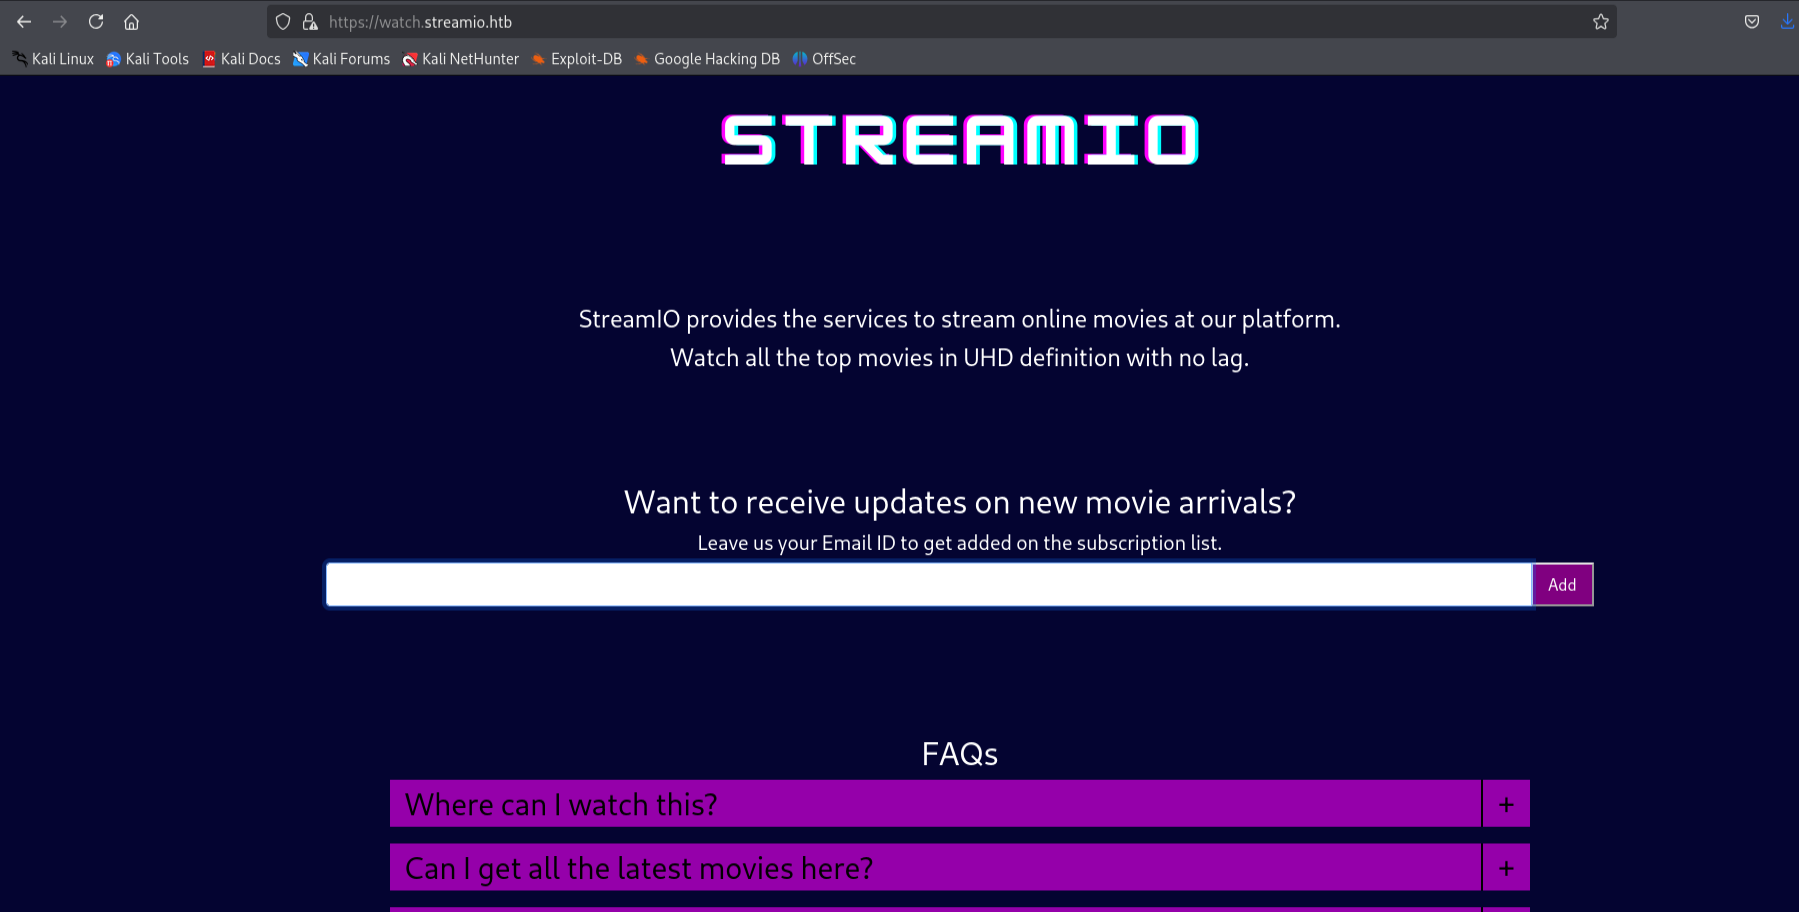 https://watch.streamio.htb
Kali Linux Kali Tools Kali Docs Kali Forums Kali NetHunter Exploit-DB Google Hacking DB OffSec
STREAMIO
StreamIO provides the services to stream online movies at our platform.
Watch all the top movies in UHD definition with no lag.
Want to receive updates on new movie arrivals?
Leave us your Email ID to get added on the subscription list.
Add
FAQs
Where can I watch this? +
Can I get all the latest movies here? +